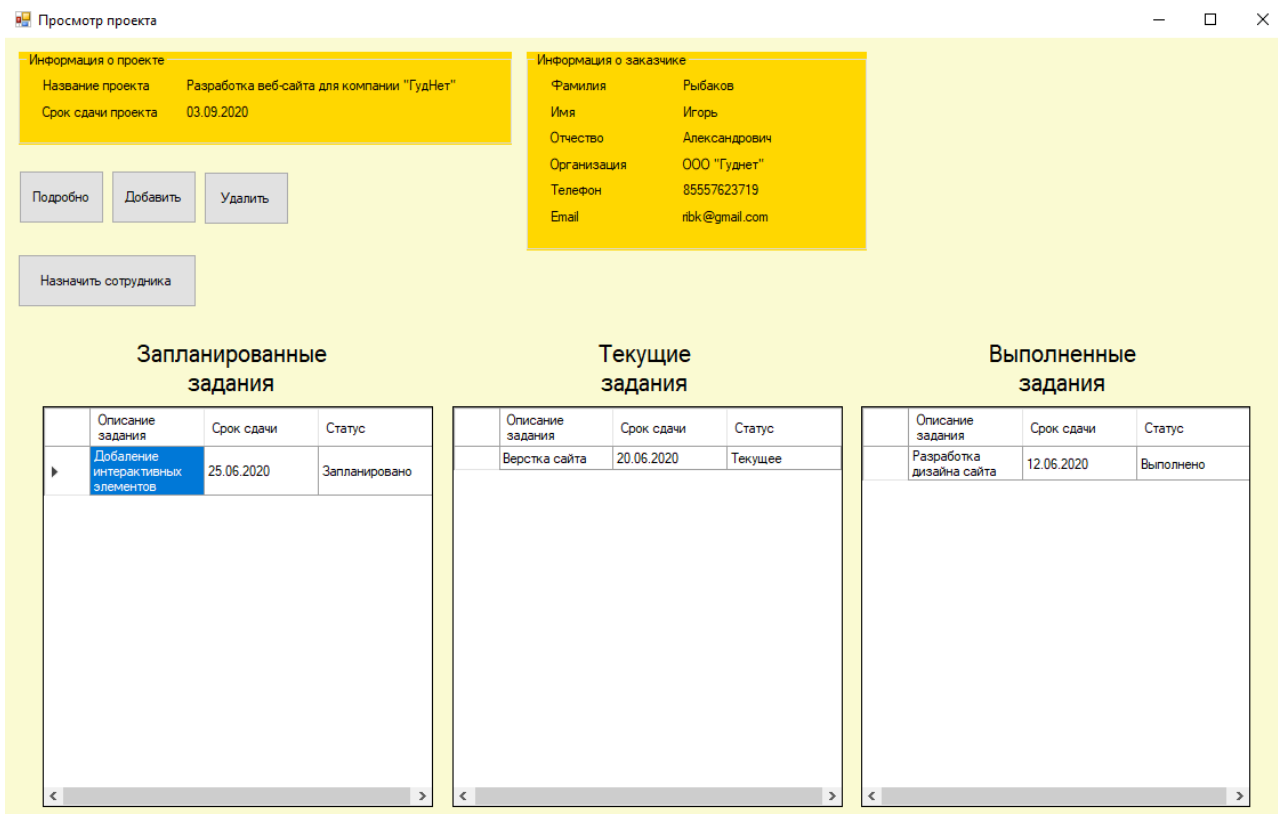 Просмотр проекта
Информация о проекте
Название проекта Разработка веб-сайта для компании "ГудНет"
Срок сдачи проекта 03.09.2020
Информация о заказчике
Фамилия Рыбаков
Имя Игорь
Отчество Александрович
Организация ООО "Гуднет"
Телефон 85557623719
Email ribk@gmail.com
Подробно Добавить Удалить
Назначить сотрудника
Запланированные
задания
Описание
задания
Срок сдачи Статус
Добаление
интерактивных
элементов
25.06.2020 Запланировано
Текущие
задания
Описание
задания
Срок сдачи Статус
Верстка сайта 20.06.2020 Текущее
Выполненные
задания
Описание
задания
Срок сдачи Статус
Разработка
дизайна сайта
12.06.2020 Выполнено